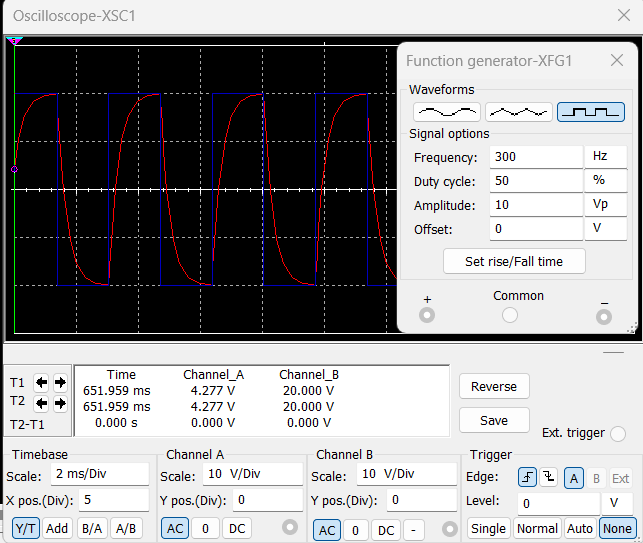 Oscilloscope-XSC1
Function generator-XFG1
Waveforms
Signal options
Frequency: 300 Hz
Duty cycle: 50 %
Amplitude: 10 Vp
Offset: 0 V
Set rise/Fall time
+ Common −
Time Channel_A Channel_B
T1 651.959 ms 4.277 V 20.000 V
T2 651.959 ms 4.277 V 20.000 V
T2-T1 0.000 s 0.000 V 0.000 V
Reverse
Save
Ext. trigger
Timebase
Scale: 2 ms/Div
X pos.(Div): 5
Y/T Add B/A A/B
Channel A
Scale: 10 V/Div
Y pos.(Div): 0
AC 0 DC
Channel B
Scale: 10 V/Div
Y pos.(Div): 0
AC 0 DC -
Trigger
Edge: A B Ext
Level: 0 V
Single Normal Auto None